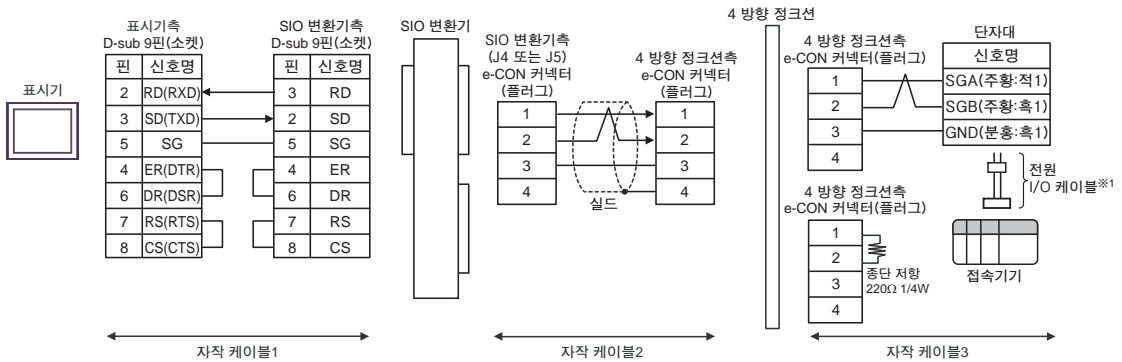 표시기
표시기측
D-sub 9핀(소켓)
핀 신호명
2 RD(RXD)
3 SD(TXD)
5 SG
4 ER(DTR)
6 DR(DSR)
7 RS(RTS)
8 CS(CTS)
SIO 변환기측
D-sub 9핀(소켓)
핀 신호명
3 RD
2 SD
5 SG
4 ER
6 DR
7 RS
8 CS
자작 케이블1
SIO 변환기
SIO 변환기측
(J4 또는 J5)
e-CON 커넥터
(플러그)
1
2
3
4
실드
4 방향 정크션측
e-CON 커넥터
(플러그)
1
2
3
4
자작 케이블2
4 방향 정크션
4 방향 정크션측
e-CON 커넥터(플러그)
1
2
3
4
단자대
신호명
SGA(주황:적1)
SGB(주황:흑1)
GND(분홍:흑1)
전원
I/O 케이블※1
접속기기
4 방향 정크션측
e-CON 커넥터(플러그)
1
2
3
4
종단 저항
220Ω 1/4W
자작 케이블3